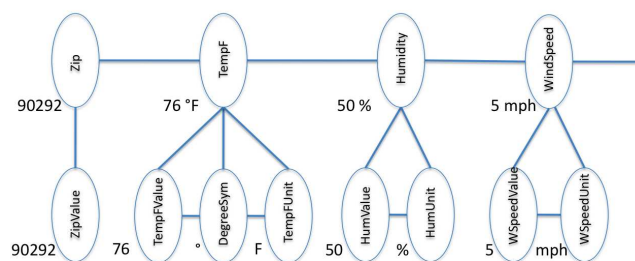 Zip
TempF
Humidity
WindSpeed
90292
76 °F
50 %
5 mph
ZipValue
TempFValue
DegreeSym
TempFUnit
HumValue
HumUnit
WSpeedValue
WSpeedUnit
90292
76
°
F
50
%
5
mph